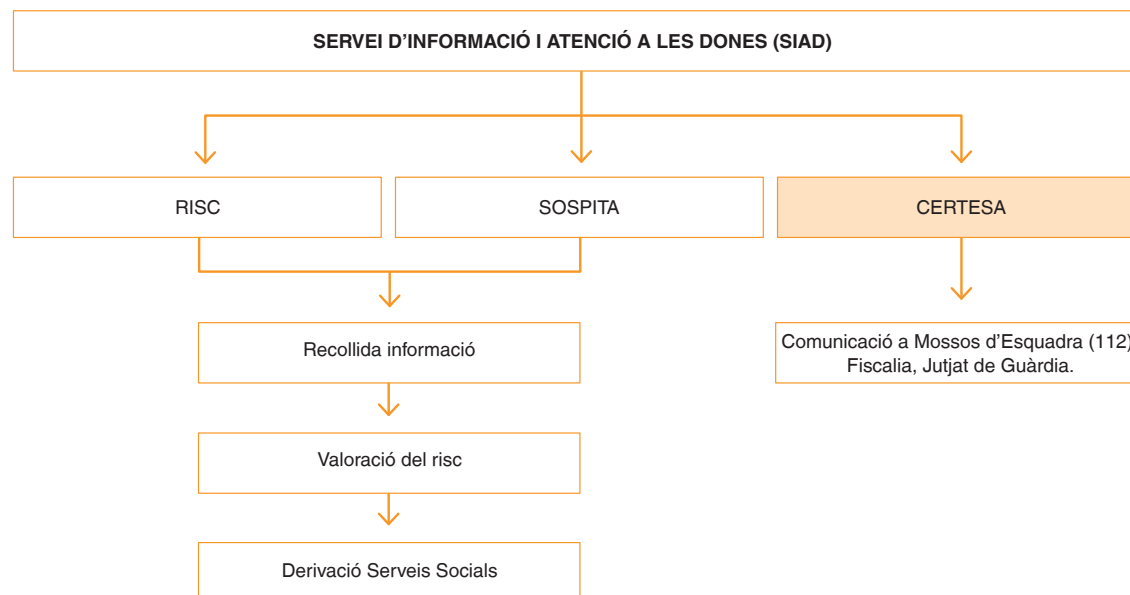 SERVEI D'INFORMACIÓ I ATENCIÓ A LES DONES (SIAD)
RISC
SOSPITA
CERTESA
Recollida informació
Comunicació a Mossos d'Esquadra (112)
Fiscalia, Jutjat de Guàrdia.
Valoració del risc
Derivació Serveis Socials